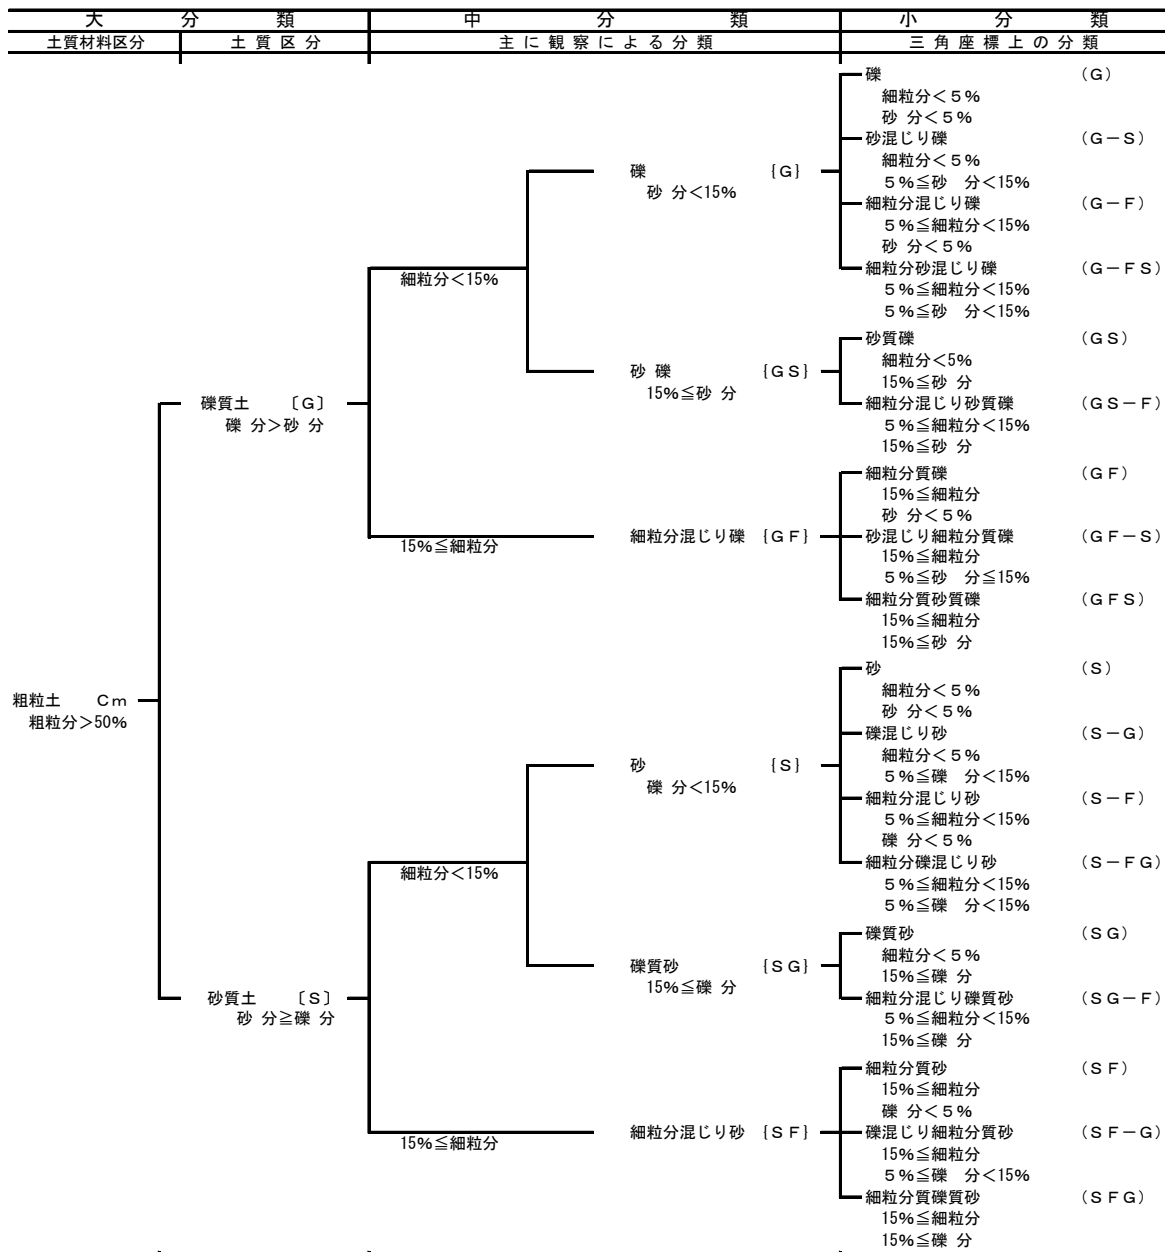 大分類 中分類 小分類
土質材料区分 土質区分 主に観察による分類 三角座標上の分類
礫 （Ｇ）
細粒分＜５%
砂 分＜５%
砂混じり礫 （Ｇ－Ｓ）
細粒分＜５%
５%≦砂　分＜15%
礫 ｛Ｇ｝
砂 分＜15%
細粒分混じり礫 （Ｇ－Ｆ）
５%≦細粒分＜15%
砂 分＜５%
細粒分砂混じり礫 （Ｇ－ＦＳ）
５%≦細粒分＜15%
５%≦砂　分＜15%
細粒分＜15%
砂質礫 （ＧＳ）
細粒分＜5%
15%≦砂 分
砂 礫 ｛ＧＳ｝
15%≦砂 分
細粒分混じり砂質礫 （ＧＳ－Ｆ）
５%≦細粒分＜15%
15%≦砂 分
礫質土 〔Ｇ〕
礫 分＞砂 分
細粒分質礫 （ＧＦ）
15%≦細粒分
砂 分＜５%
15%≦細粒分
細粒分混じり礫 ｛ＧＦ｝
砂混じり細粒分質礫 （ＧＦ－Ｓ）
15%≦細粒分
５%≦砂　分≦15%
細粒分質砂質礫 （ＧＦＳ）
15%≦細粒分
15%≦砂 分
粗粒土 Ｃｍ
粗粒分＞50%
砂 （Ｓ）
細粒分＜５%
砂 分＜５%
礫混じり砂 （Ｓ－Ｇ）
細粒分＜５%
５%≦礫　分＜15%
砂 ｛Ｓ｝
礫 分＜15%
細粒分混じり砂 （Ｓ－Ｆ）
５%≦細粒分＜15%
礫 分＜５%
細粒分礫混じり砂 （Ｓ－ＦＧ）
５%≦細粒分＜15%
５%≦礫　分＜15%
細粒分＜15%
礫質砂 （ＳＧ）
細粒分＜５%
15%≦礫 分
礫質砂 ｛ＳＧ｝
15%≦礫 分
細粒分混じり礫質砂 （ＳＧ－Ｆ）
５%≦細粒分＜15%
15%≦礫 分
砂質土 〔Ｓ〕
砂 分≧礫 分
細粒分質砂 （ＳＦ）
15%≦細粒分
礫 分＜５%
15%≦細粒分
細粒分混じり砂 ｛ＳＦ｝
礫混じり細粒分質砂 （ＳＦ－Ｇ）
15%≦細粒分
５%≦礫　分＜15%
細粒分質礫質砂 （ＳＦＧ）
15%≦細粒分
15%≦礫 分